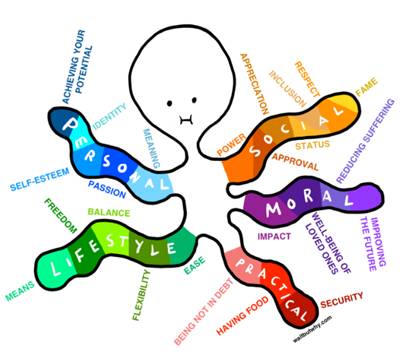 ACHIEVING YOUR
POTENTIAL
IDENTITY
MEANING
PERSONAL
SELF-ESTEEM
PASSION
APPRECIATION
INCLUSION
RESPECT
FAME
POWER
SOCIAL
STATUS
APPROVAL
REDUCING SUFFERING
MORAL
IMPACT
WELL-BEING OF
LOVED ONES
IMPROVING
THE FUTURE
FREEDOM
BALANCE
LIFESTYLE
MEANS
FLEXIBILITY
EASE
BEING NOT IN DEBT
PRACTICAL
HAVING FOOD
SECURITY
waitbutwhy.com